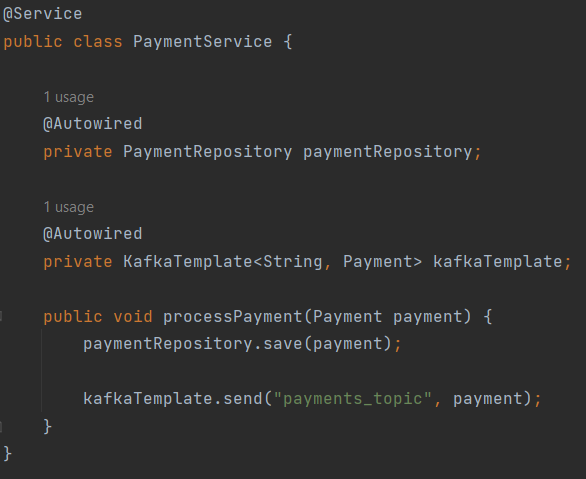 @Service
public class PaymentService {
1 usage
@Autowired
private PaymentRepository paymentRepository;
1 usage
@Autowired
private KafkaTemplate<String, Payment> kafkaTemplate;
public void processPayment(Payment payment) {
paymentRepository.save(payment);
kafkaTemplate.send("payments_topic", payment);
}
}